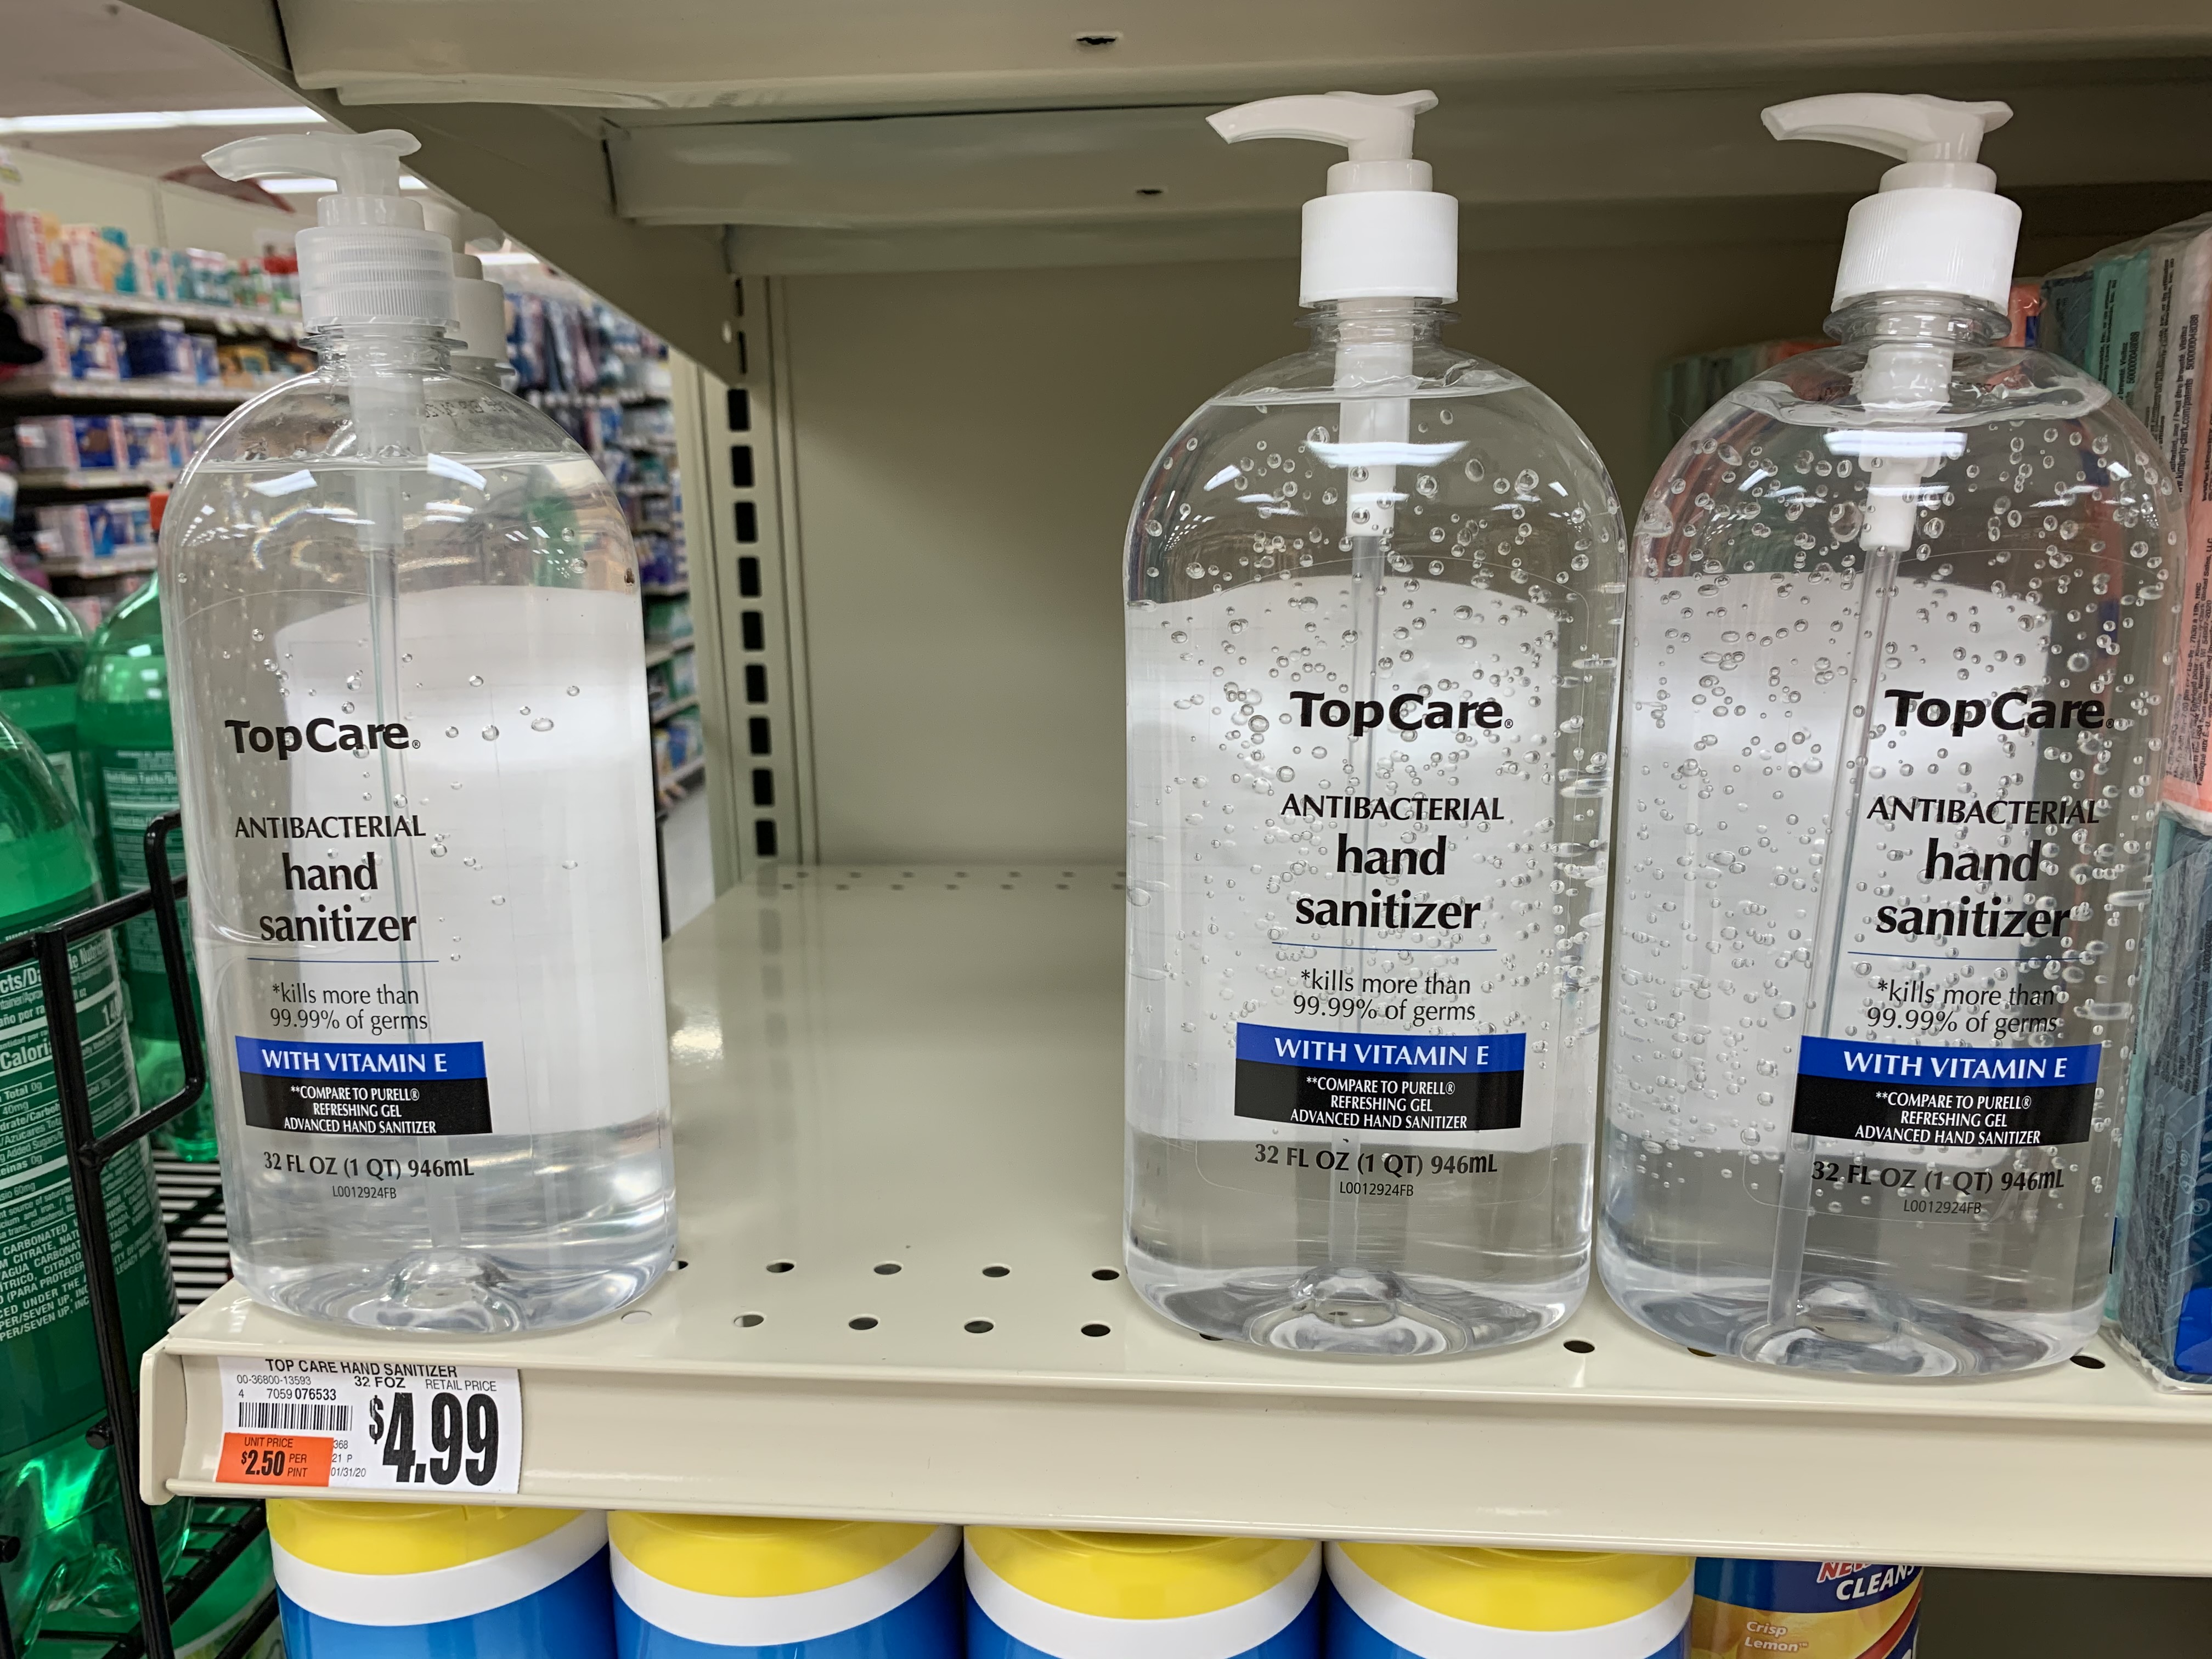 TopCare®
ANTIBACTERIAL
hand
sanitizer
*kills more than
99.99% of germs
WITH VITAMIN E
**COMPARE TO PURELL®
REFRESHING GEL
ADVANCED HAND SANITIZER
32 FL OZ (1 QT) 946mL
L0012924FB
TopCare®
ANTIBACTERIAL
hand
sanitizer
*kills more than
99.99% of germs
WITH VITAMIN E
**COMPARE TO PURELL®
REFRESHING GEL
ADVANCED HAND SANITIZER
32 FL OZ (1 QT) 946mL
L0012924FB
TopCare®
ANTIBACTERIAL
hand
sanitizer
*kills more than
99.99% of germs
WITH VITAMIN E
**COMPARE TO PURELL®
REFRESHING GEL
ADVANCED HAND SANITIZER
32 FL OZ (1 QT) 946mL
L0012924FB
TOP CARE HAND SANITIZER
00-36800-13593 32 FOZ RETAIL PRICE
4 7059 076533
$4.99
UNIT PRICE
$2.50 PER PINT
368
21 P
01/31/20
CLEANS
Crisp
Lemon™